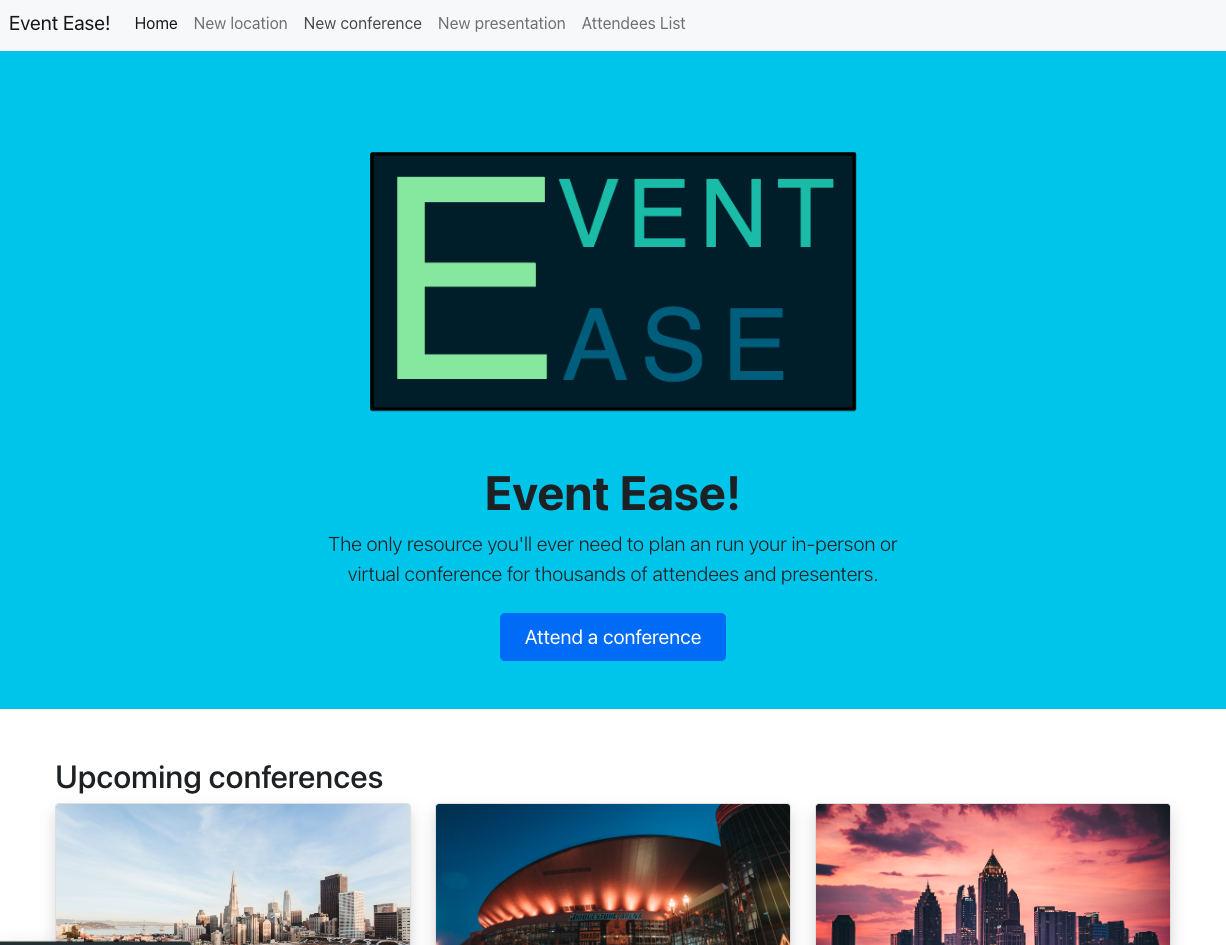 Event Ease! Home New location New conference New presentation Attendees List
EVENT
EASE
Event Ease!
The only resource you'll ever need to plan an run your in-person or
virtual conference for thousands of attendees and presenters.
Attend a conference
Upcoming conferences
BRIDGESTONE ARENA